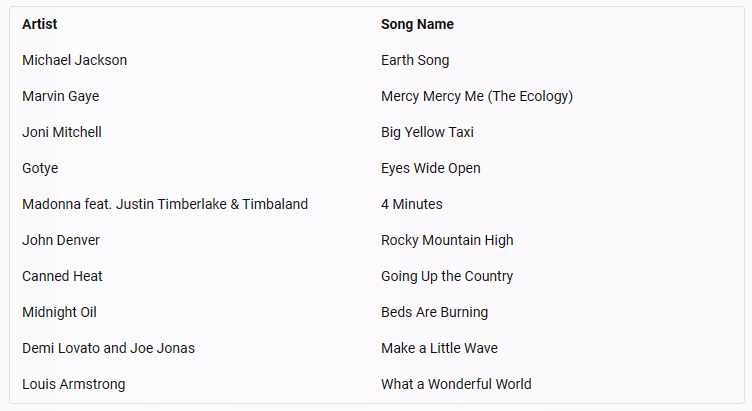 Artist Song Name
Michael Jackson Earth Song
Marvin Gaye Mercy Mercy Me (The Ecology)
Joni Mitchell Big Yellow Taxi
Gotye Eyes Wide Open
Madonna feat. Justin Timberlake & Timbaland 4 Minutes
John Denver Rocky Mountain High
Canned Heat Going Up the Country
Midnight Oil Beds Are Burning
Demi Lovato and Joe Jonas Make a Little Wave
Louis Armstrong What a Wonderful World